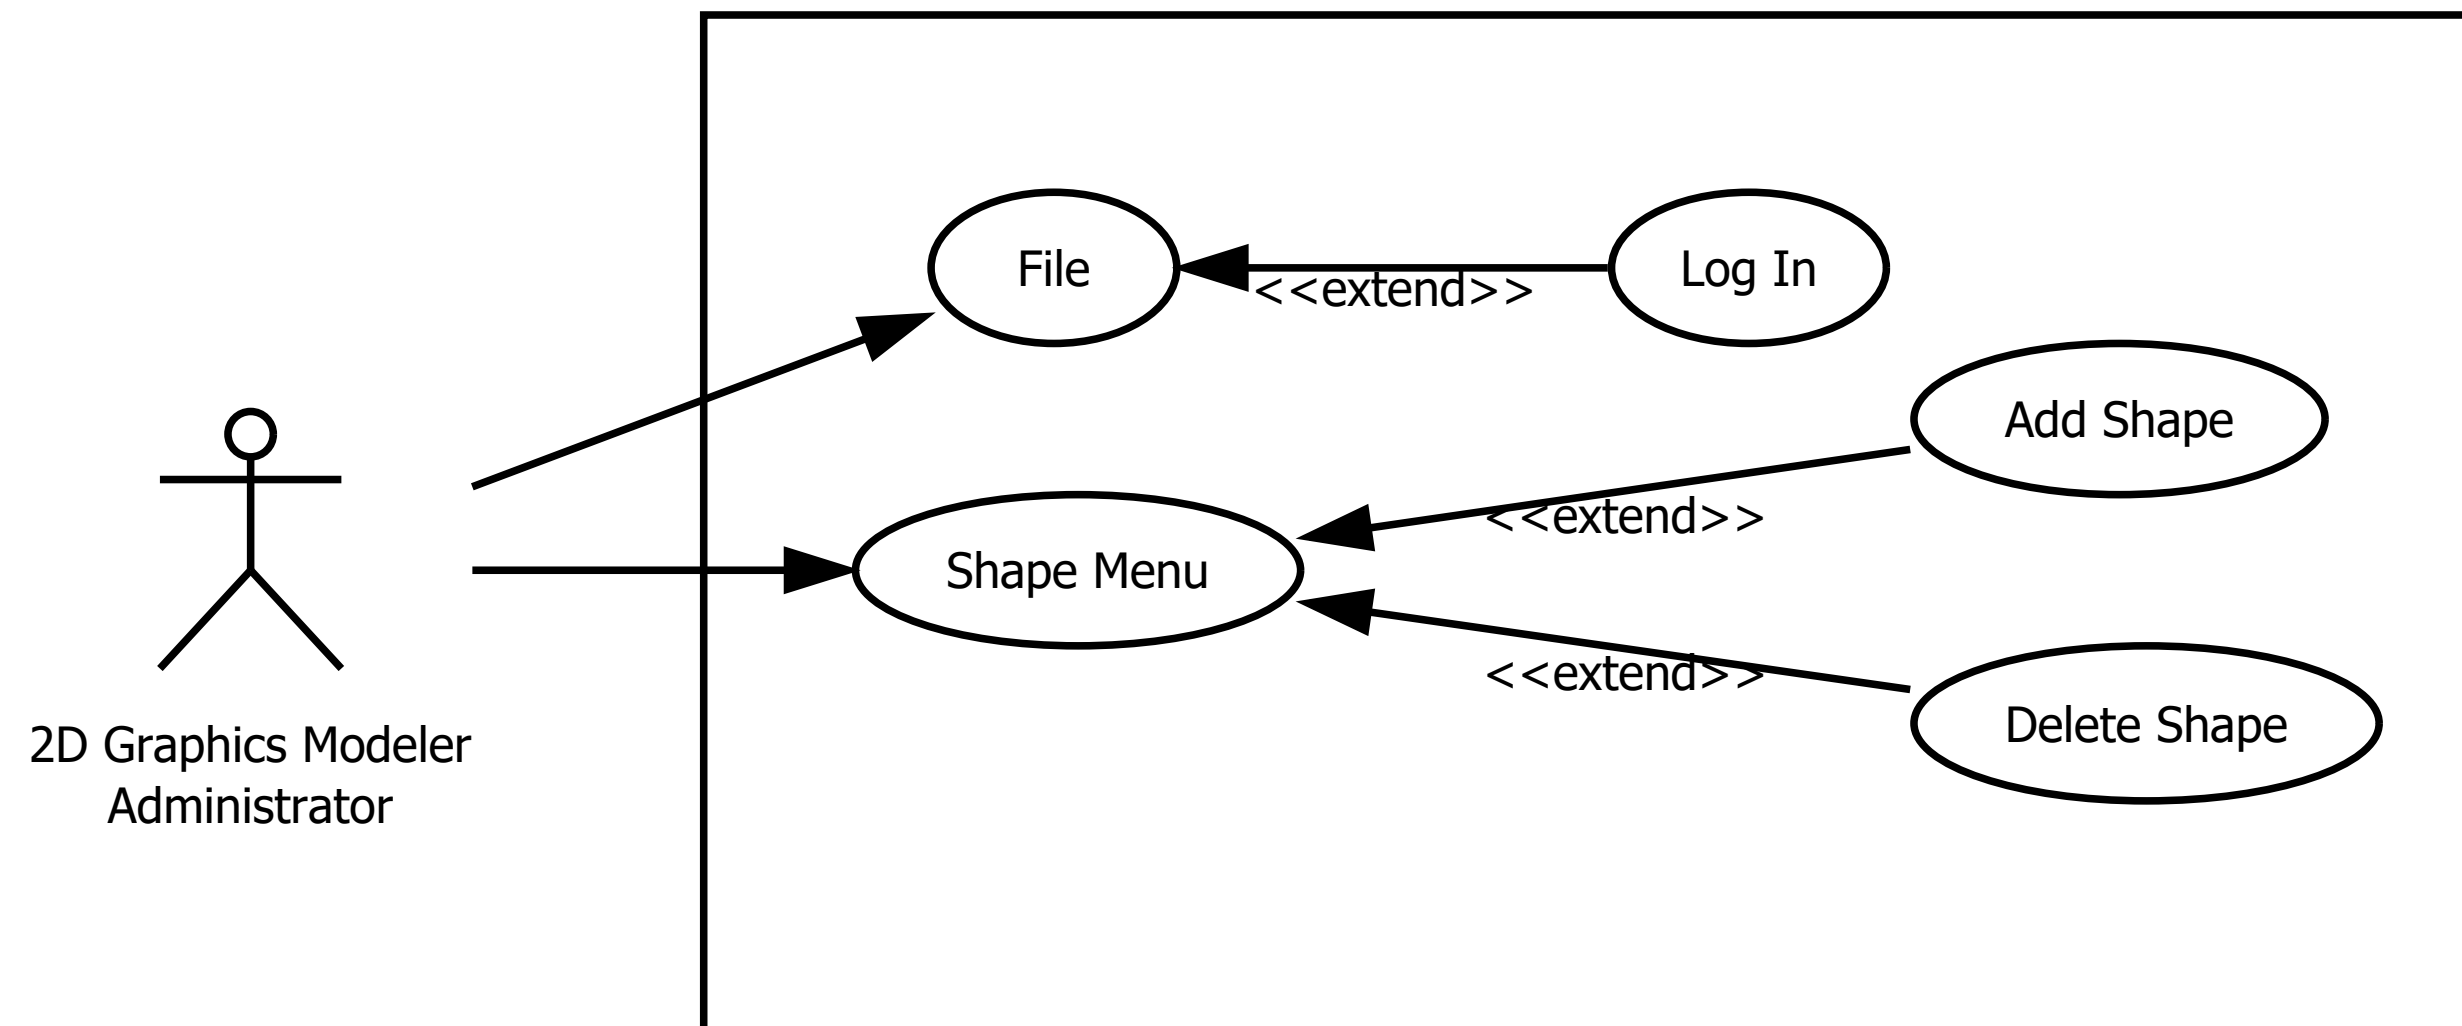 File
<<extend>>
Log In
Add Shape
<<extend>>
Shape Menu
<<extend>>
Delete Shape
2D Graphics Modeler
Administrator